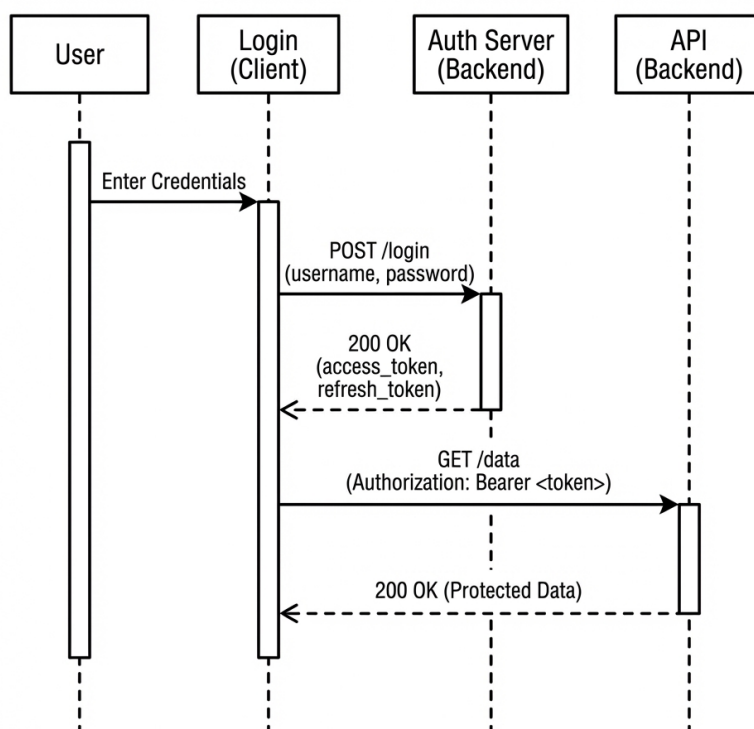 User
Login
(Client)
Auth Server
(Backend)
API
(Backend)
Enter Credentials
POST /login
(username, password)
200 OK
(access_token,
refresh_token)
GET /data
(Authorization: Bearer <token>)
200 OK (Protected Data)